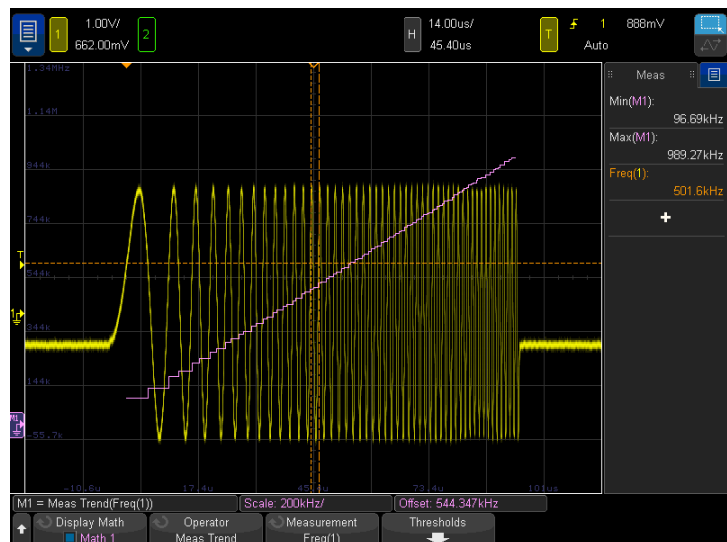 1 1.00V/ 662.00mV 2 H 14.00us/ 45.40us T 1 888mV Auto
1.34MHz
1.14M
944k
744k
544k
344k
144k
-55.7k
-10.6u 17.4u 45.4u 73.4u 101us
T
1
M1
Meas
Min(M1):
96.69kHz
Max(M1):
989.27kHz
Freq(1):
501.6kHz
+
M1 = Meas Trend(Freq(1)) Scale: 200kHz/ Offset: 544.347kHz
Display Math Operator Measurement Thresholds
Math 1 Meas Trend Freq(1)